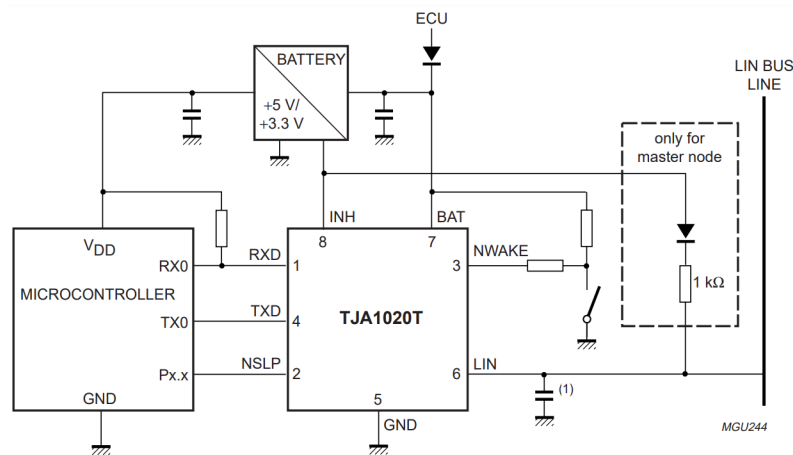 ECU
BATTERY
LIN BUS
LINE
+5 V/
+3.3 V
only for
master node
INH
BAT
8
7
VDD
NWAKE
RX0
RXD
1
3
1 kΩ
MICROCONTROLLER
TJA1020T
TX0
TXD
4
NSLP
LIN
Px.x
2
6
(1)
GND
5
GND
MGU244